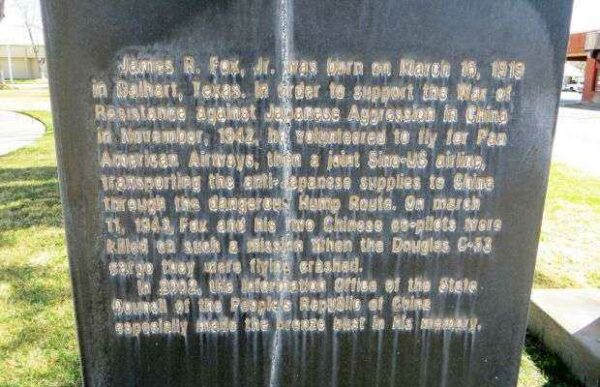 James R. Fox, Jr. was born on March 15, 1919
in Dalhart, Texas. In order to support the War of
Resistance against Japanese Aggression in China
in November, 1942, he volunteered to fly for Pan
American Airways, then a joint Sino-US airline,
transporting the anti-Japanese supplies to China
through the dangerous Hump Route. On march
11, 1943, Fox and his two Chinese co-pilots were
killed on such a mission when the Douglas C-53
cargo they were flying crashed.
In 2002, the Information Office of the State
Council of the People's Republic of China
especially made the bronze bust in his memory.